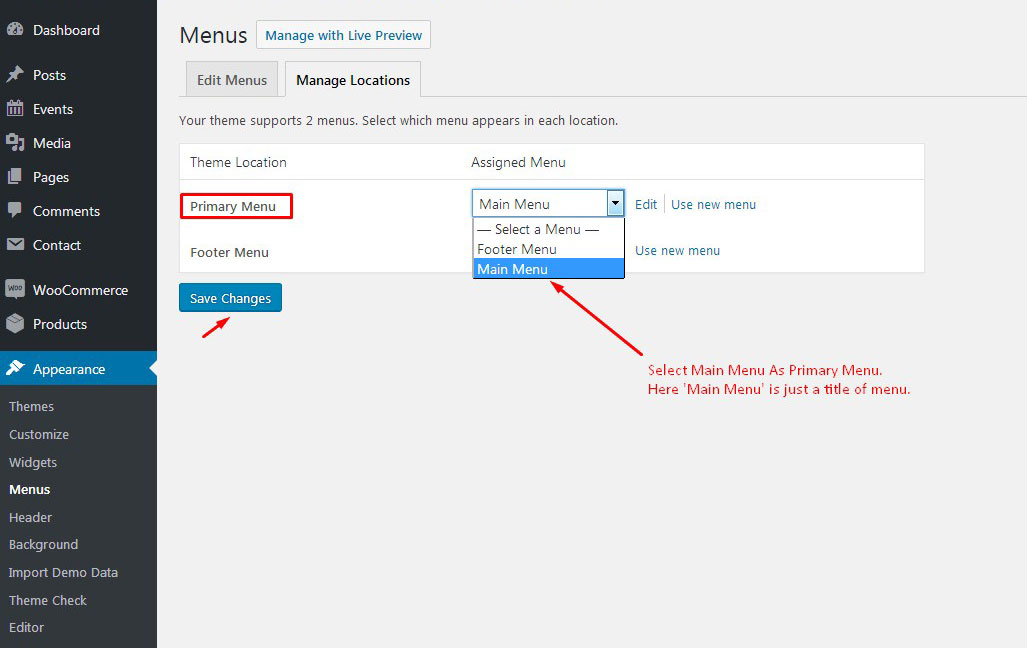 Dashboard
Posts
Events
Media
Pages
Comments
Contact
WOO
WooCommerce
Products
Appearance
Themes
Customize
Widgets
Menus
Header
Background
Import Demo Data
Theme Check
Editor
Menus Manage with Live Preview
Edit Menus Manage Locations
Your theme supports 2 menus. Select which menu appears in each location.
Theme Location Assigned Menu
Primary Menu Main Menu Edit Use new menu
— Select a Menu —
Footer Menu
Main Menu
Footer Menu Use new menu
Save Changes
Select Main Menu As Primary Menu.
Here 'Main Menu' is just a title of menu.